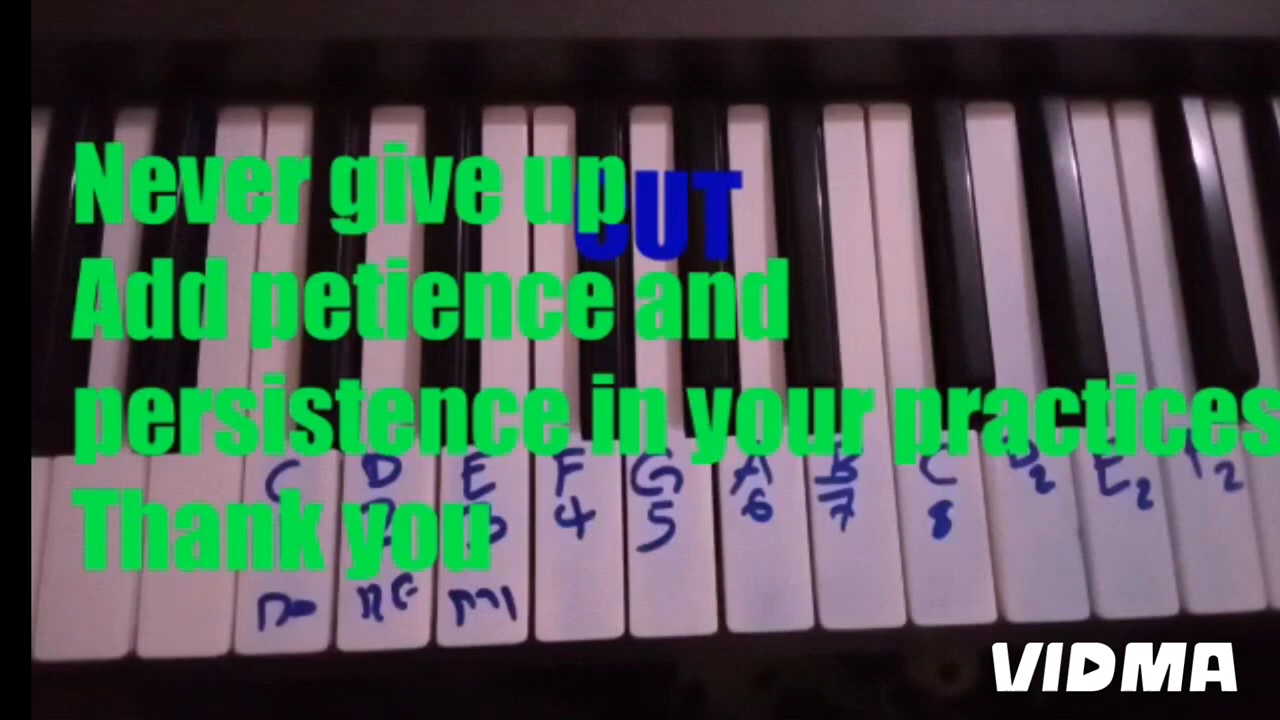 Never give up
CUT
Add petience and
persistence in your practices
Thank you
C D E F G A B C D2 E2
4 5 6 7 8
Do RE MI
VIDMA